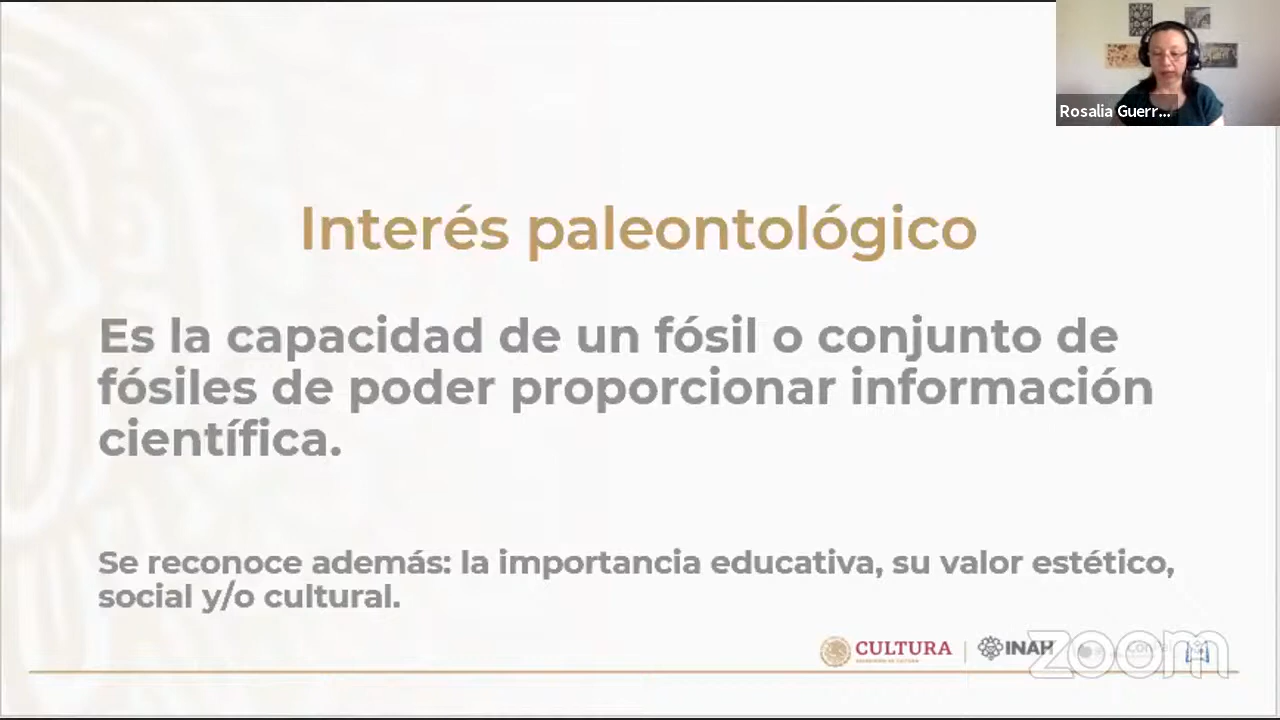 Rosalia Guerr...
Interés paleontológico
Es la capacidad de un fósil o conjunto de
fósiles de poder proporcionar información
científica.
Se reconoce además: la importancia educativa, su valor estético,
social y/o cultural.
CULTURA
INAH
zoom